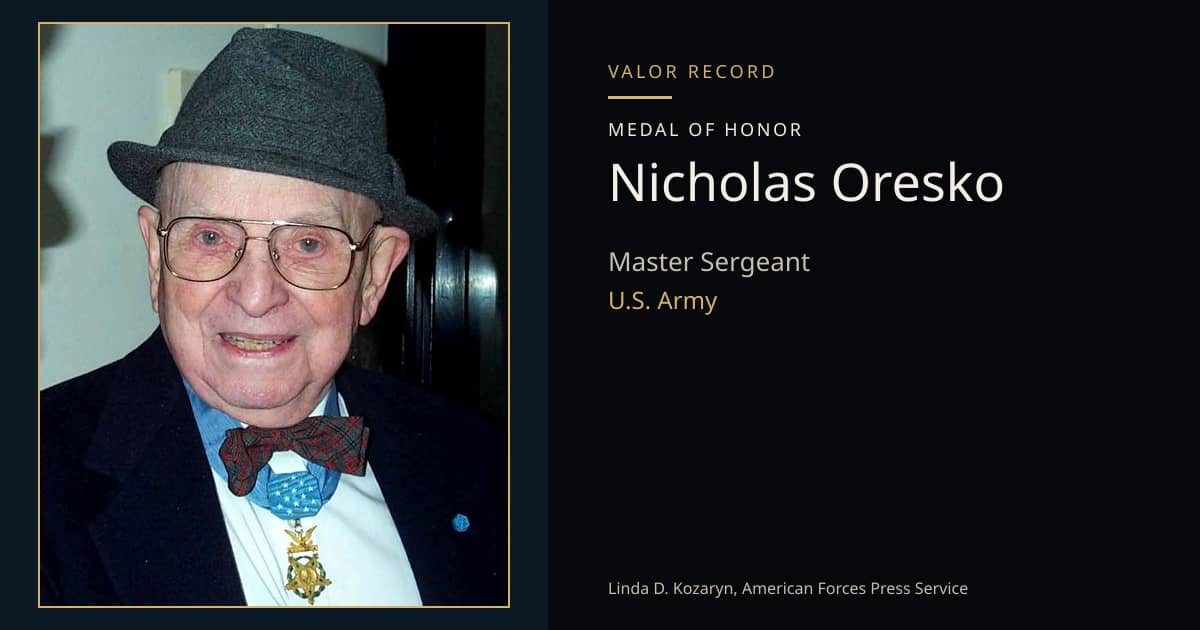 VALOR RECORD
MEDAL OF HONOR
Nicholas Oresko
Master Sergeant
U.S. Army
Linda D. Kozaryn, American Forces Press Service